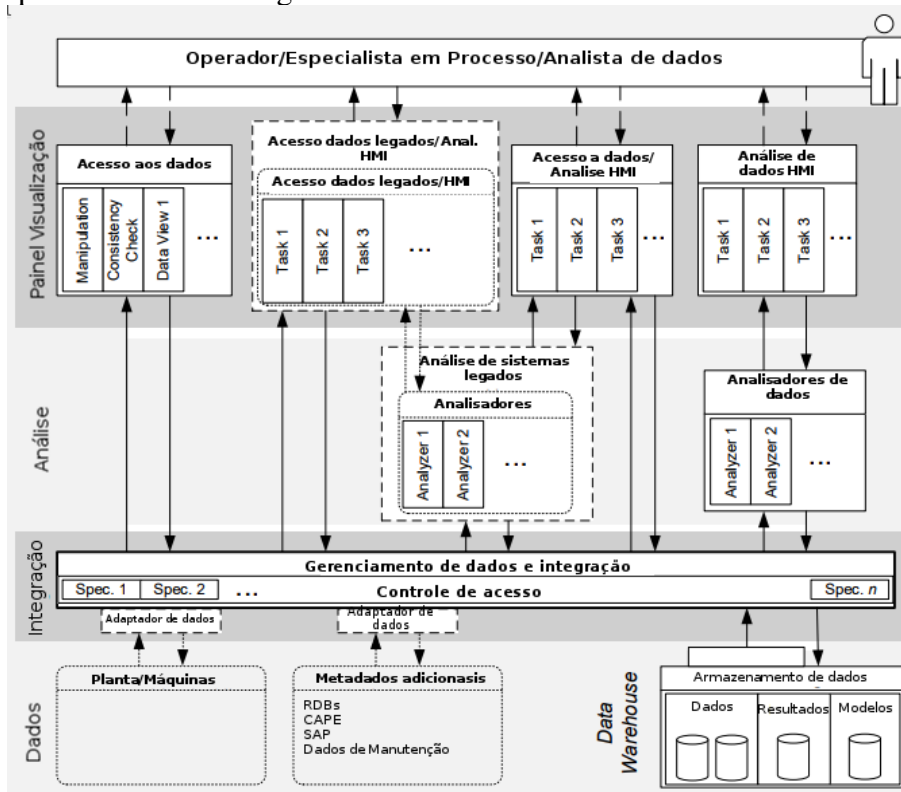 Operador/Especialista em Processo/Analista de dados
Painel Visualização
Acesso aos dados
Manipulation
Consistency
Check
Data View 1
...
Acesso dados legados/Anal.
HMI
Acesso dados legados/HMI
Task 1
Task 2
Task 3
...
Acesso a dados/
Analise HMI
Task 1
Task 2
Task 3
...
Análise de
dados HMI
Task 1
Task 2
Task 3
...
Análise
Análise de sistemas
legados
Analisadores
Analyzer 1
Analyzer 2
...
Analisadores de
dados
Analyzer 1
Analyzer 2
...
Integração
Gerenciamento de dados e integração
Spec. 1
Spec. 2
...
Controle de acesso
Spec. n
Adaptador de dados
Adaptador de
dados
Dados
Planta/Máquinas
Metadados adicionasis
RDBs
CAPE
SAP
Dados de Manutenção
Data
Warehouse
Armazenamento de dados
Dados
Resultados
Modelos